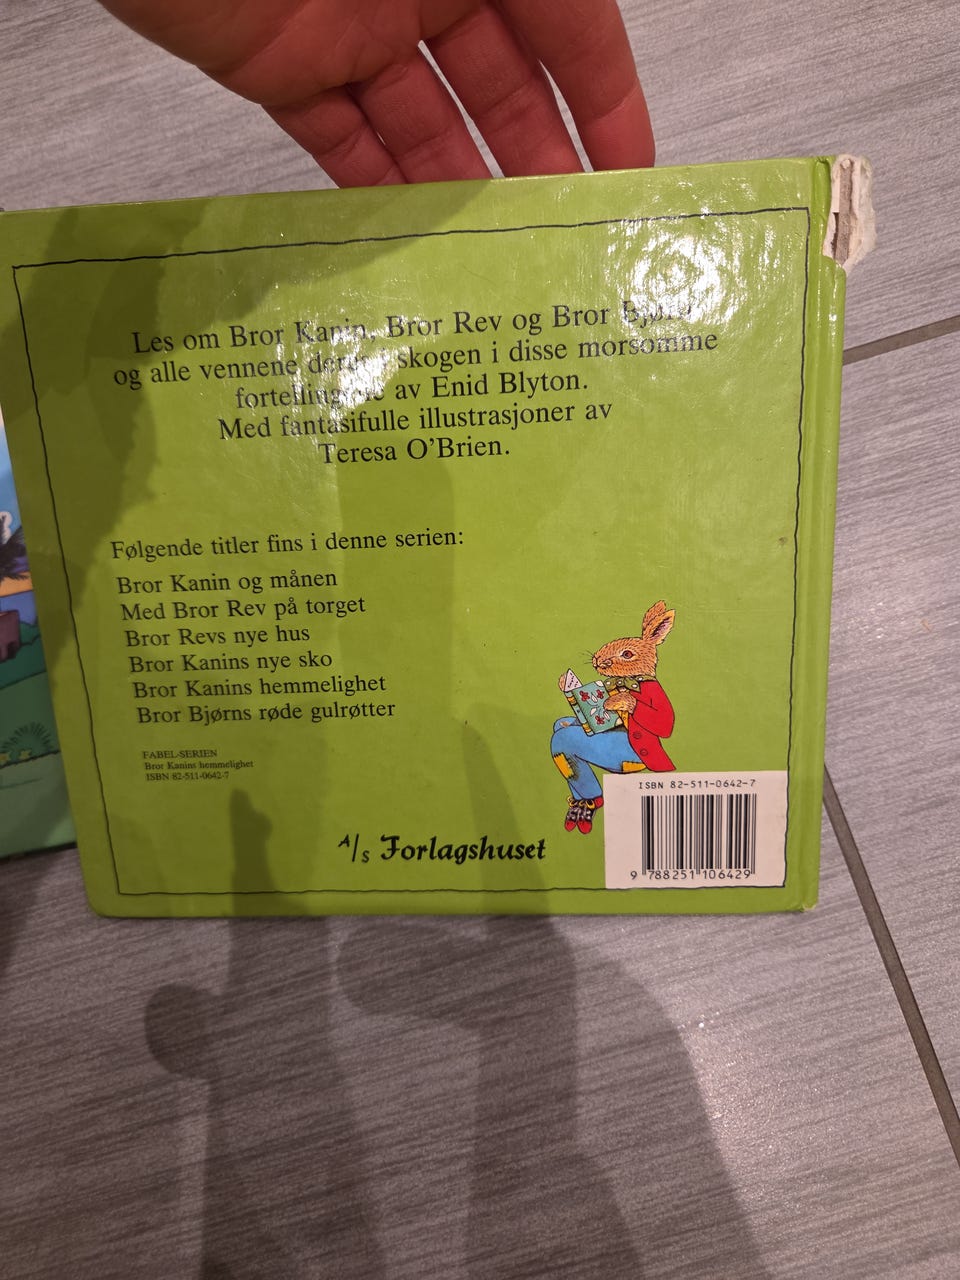 Les om Bror Kanin, Bror Rev og Bror Bjørn
og alle vennene deres i skogen i disse morsomme
fortellingene av Enid Blyton.
Med fantasifulle illustrasjoner av
Teresa O'Brien.
Følgende titler fins i denne serien:
Bror Kanin og månen
Med Bror Rev på torget
Bror Revs nye hus
Bror Kanins nye sko
Bror Kanins hemmelighet
Bror Bjørns røde gulrøtter
FABEL-SERIEN
Bror Kanins hemmelighet
ISBN 82-511-0642-7
A/S Forlagshuset
ISBN 82-511-0642-7
9 788251 106429